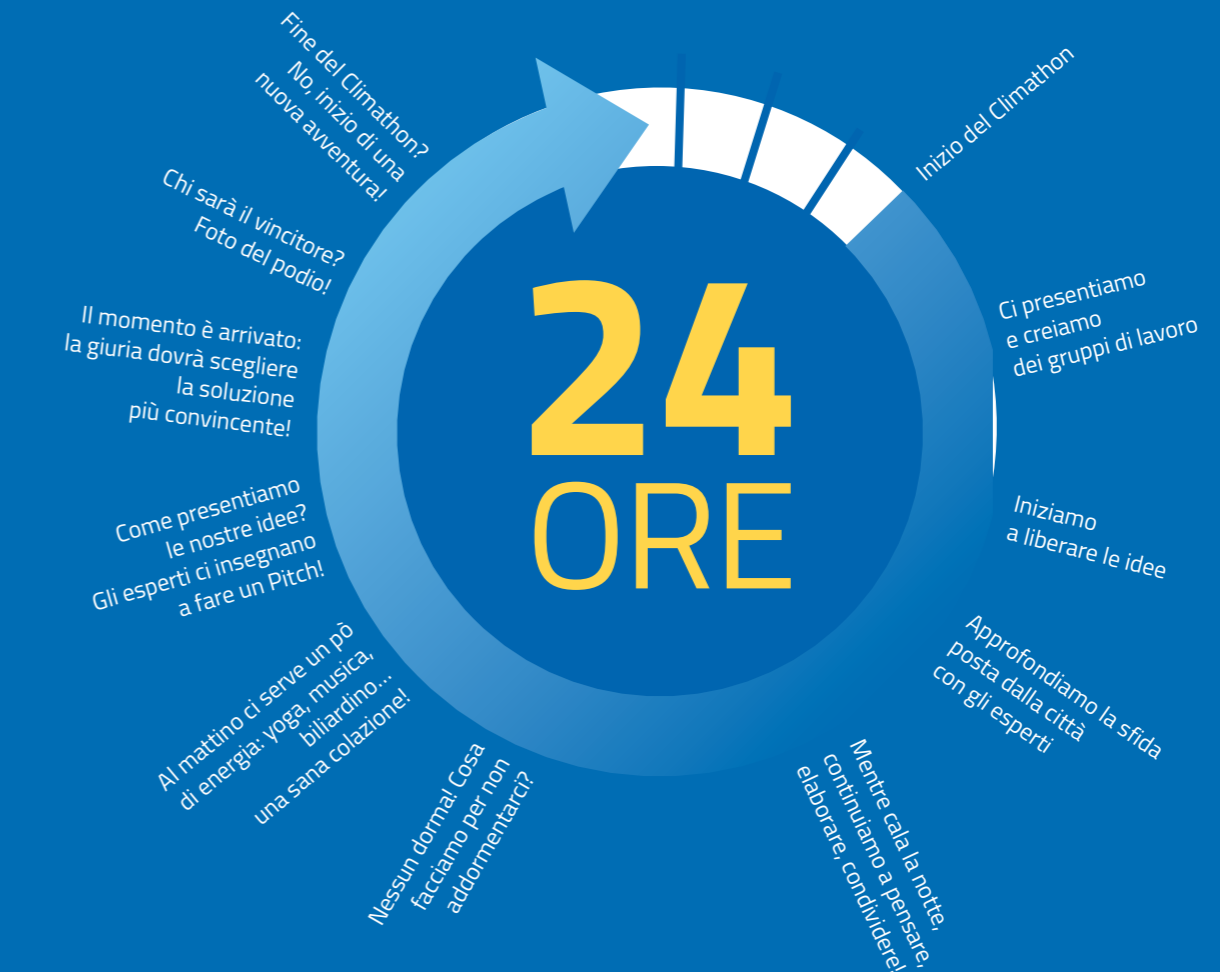 24
ORE
Inizio del Climathon
Ci presentiamo
e creiamo
dei gruppi di lavoro
Iniziamo
a liberare le idee
Approfondiamo la sfida
posta dalla città
con gli esperti
Mentre cala la notte,
continuiamo a pensare,
elaborare, condividere!
Nessun dorma! Cosa
facciamo per non
addormentarci?
Al mattino ci serve un pò
di energia: yoga, musica,
biliardino...
una sana colazione!
Come presentiamo
le nostre idee?
Gli esperti ci insegnano
a fare un Pitch!
Il momento è arrivato:
la giuria dovrà scegliere
la soluzione
più convincente!
Chi sarà il vincitore?
Foto del podio!
Fine del Climathon?
No, inizio di una
nuova avventura!